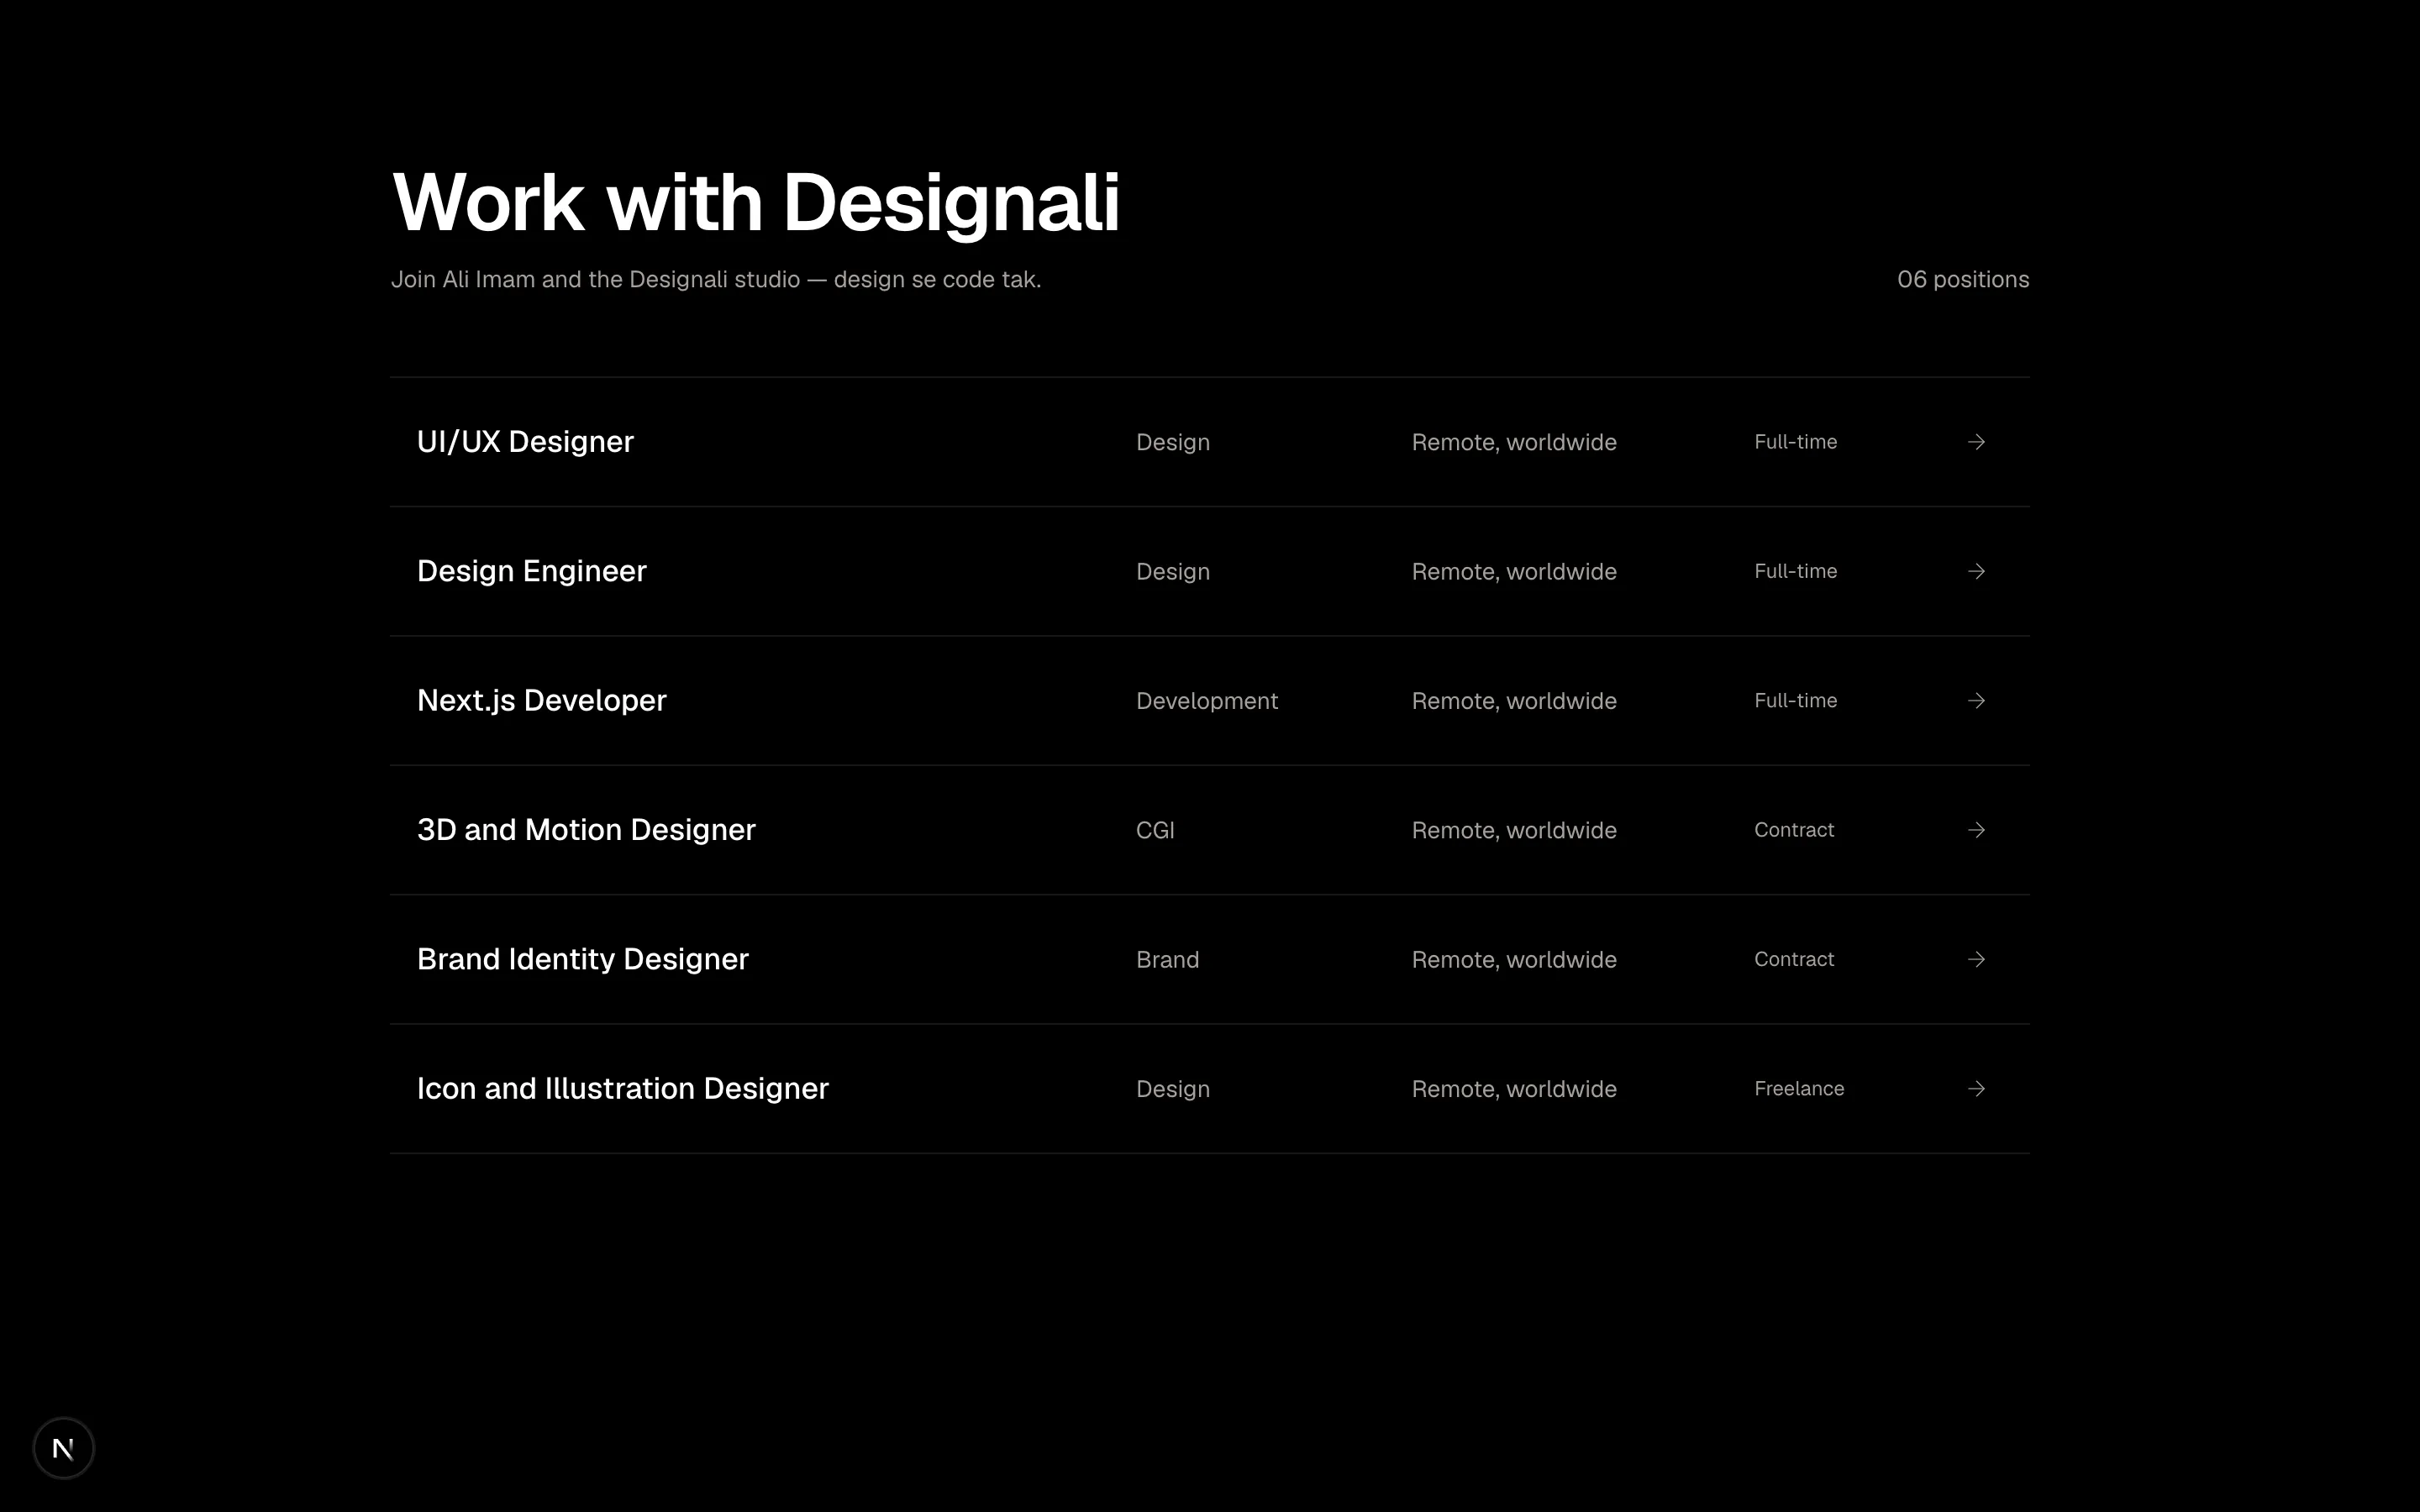 Work with Designali
Join Ali Imam and the Designali studio — design se code tak.
06 positions
UI/UX Designer Design Remote, worldwide Full-time →
Design Engineer Design Remote, worldwide Full-time →
Next.js Developer Development Remote, worldwide Full-time →
3D and Motion Designer CGI Remote, worldwide Contract →
Brand Identity Designer Brand Remote, worldwide Contract →
Icon and Illustration Designer Design Remote, worldwide Freelance →
N